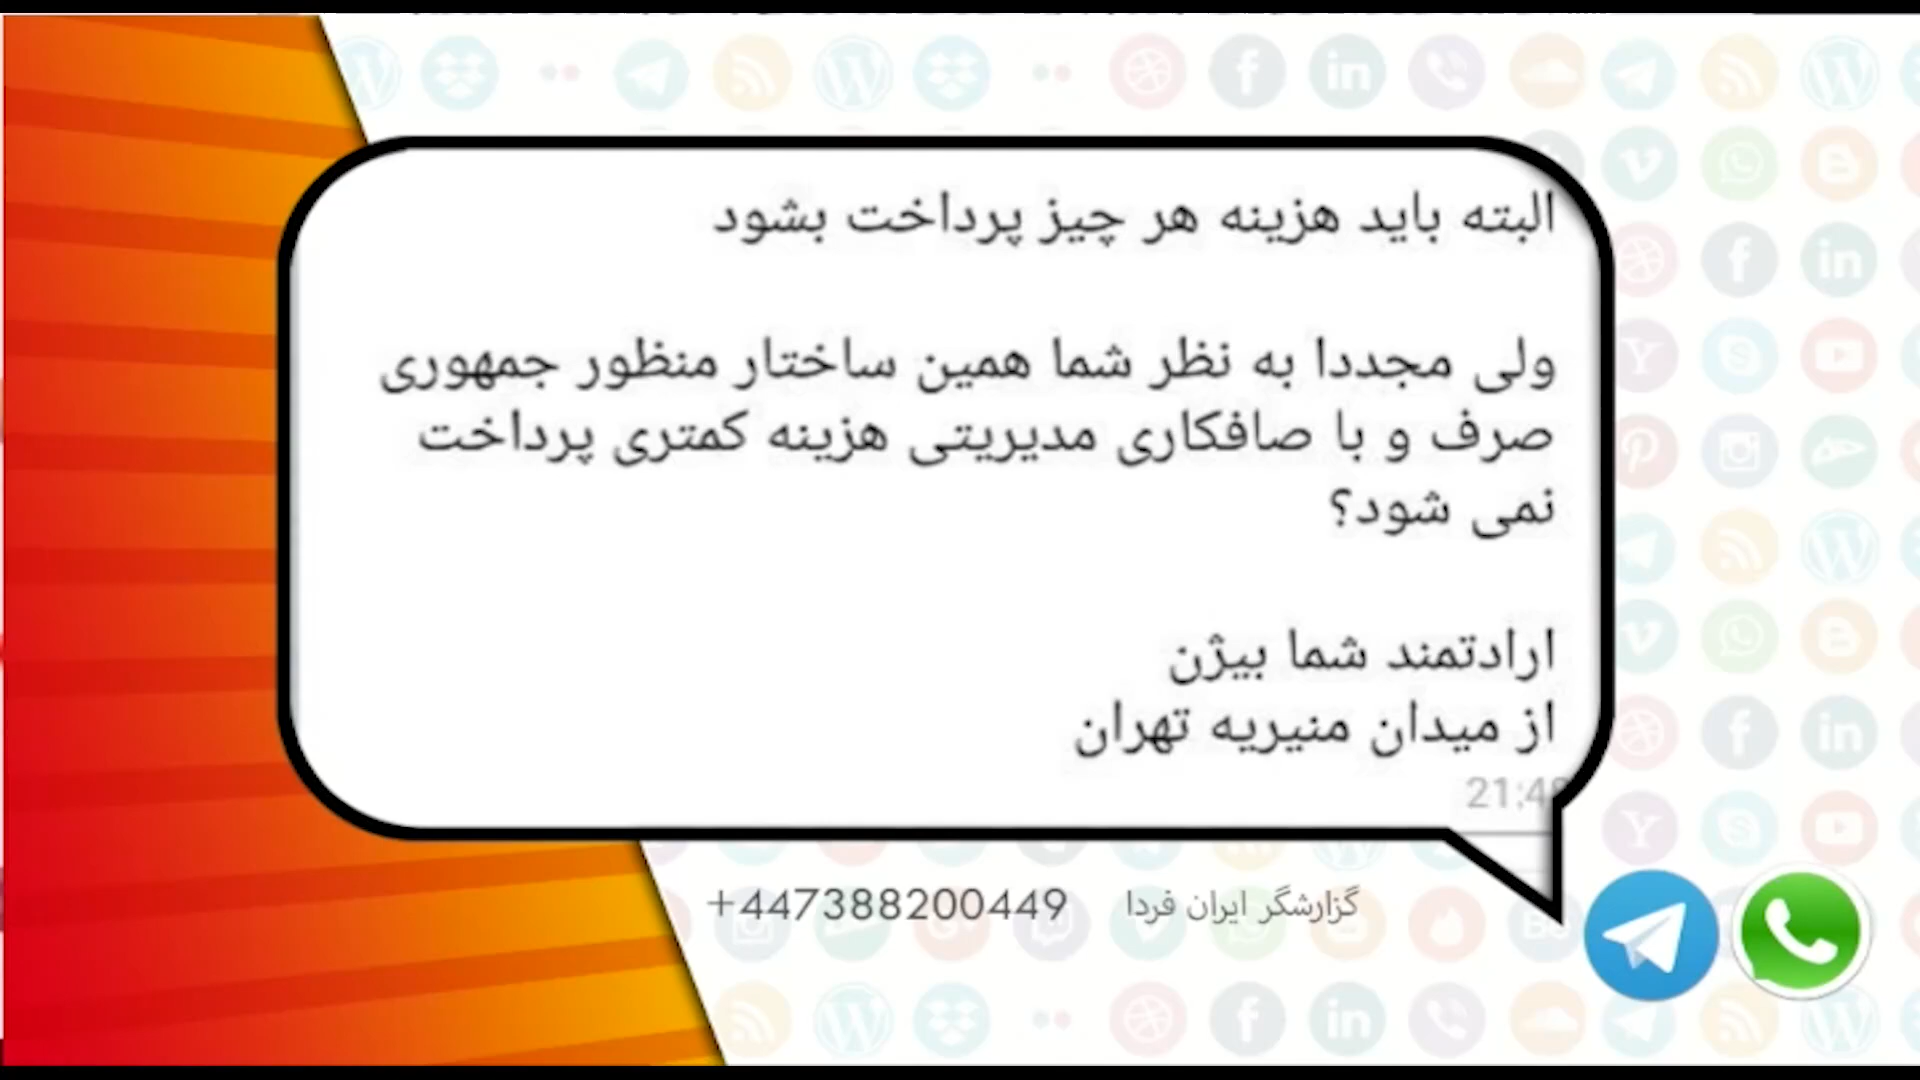 البته باید هزینه هر چیز پرداخت بشود
ولی مجددا به نظر شما همین ساختار منظور جمهوری
صرف و با صافکاری مدیریتی هزینه کمتری پرداخت
نمی شود؟
ارادتمند شما بیژن
از میدان منیریه تهران
گزارشگر ایران فردا +447388200449